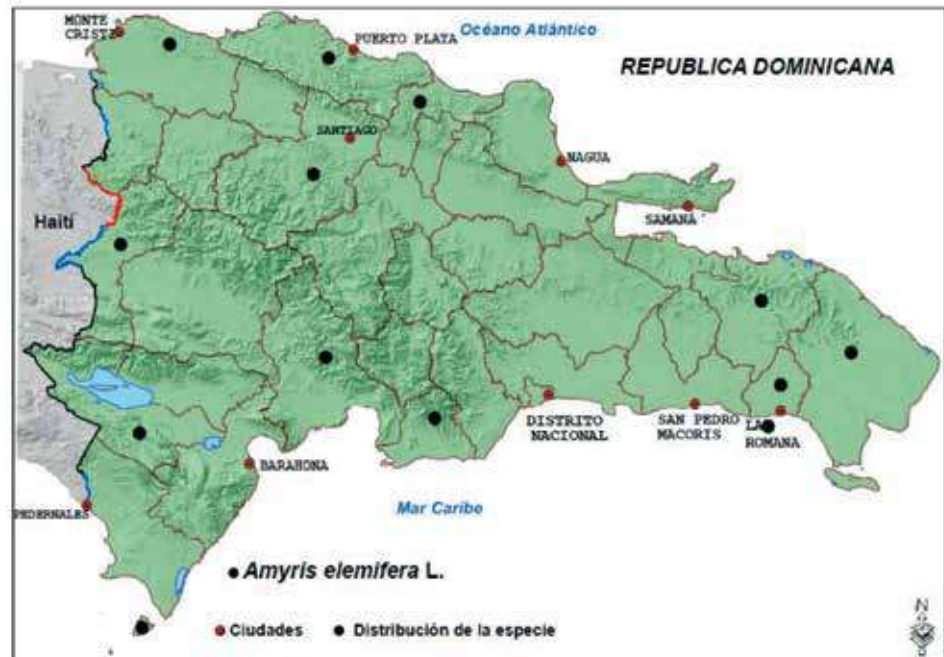 MONTE
CRISTI
Océano Atlántico
PUERTO PLATA
REPUBLICA DOMINICANA
SANTIAGO
NAGUA
SAMANÁ
Haití
DISTRITO
NACIONAL
SAN PEDRO
MACORIS
LA
ROMANA
BARAHONA
PEDERNALES
Mar Caribe
Amyris elemifera L.
Ciudades
Distribución de la especie
N